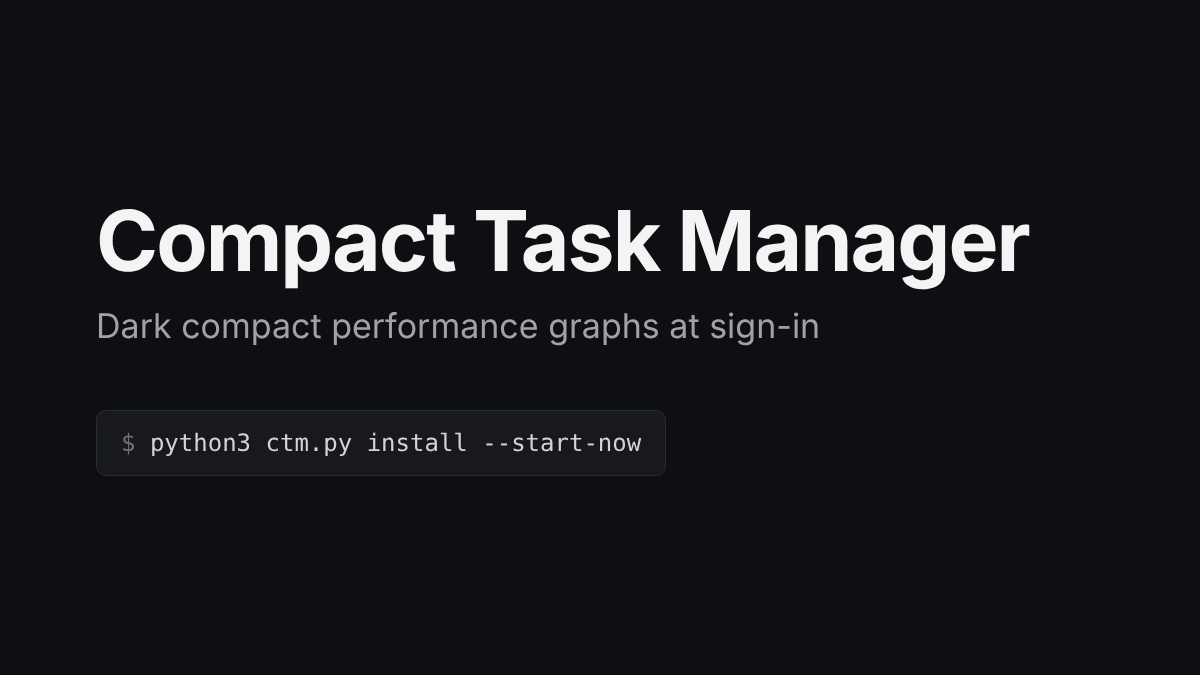 Compact Task Manager
Dark compact performance graphs at sign-in
$ python3 ctm.py install --start-now